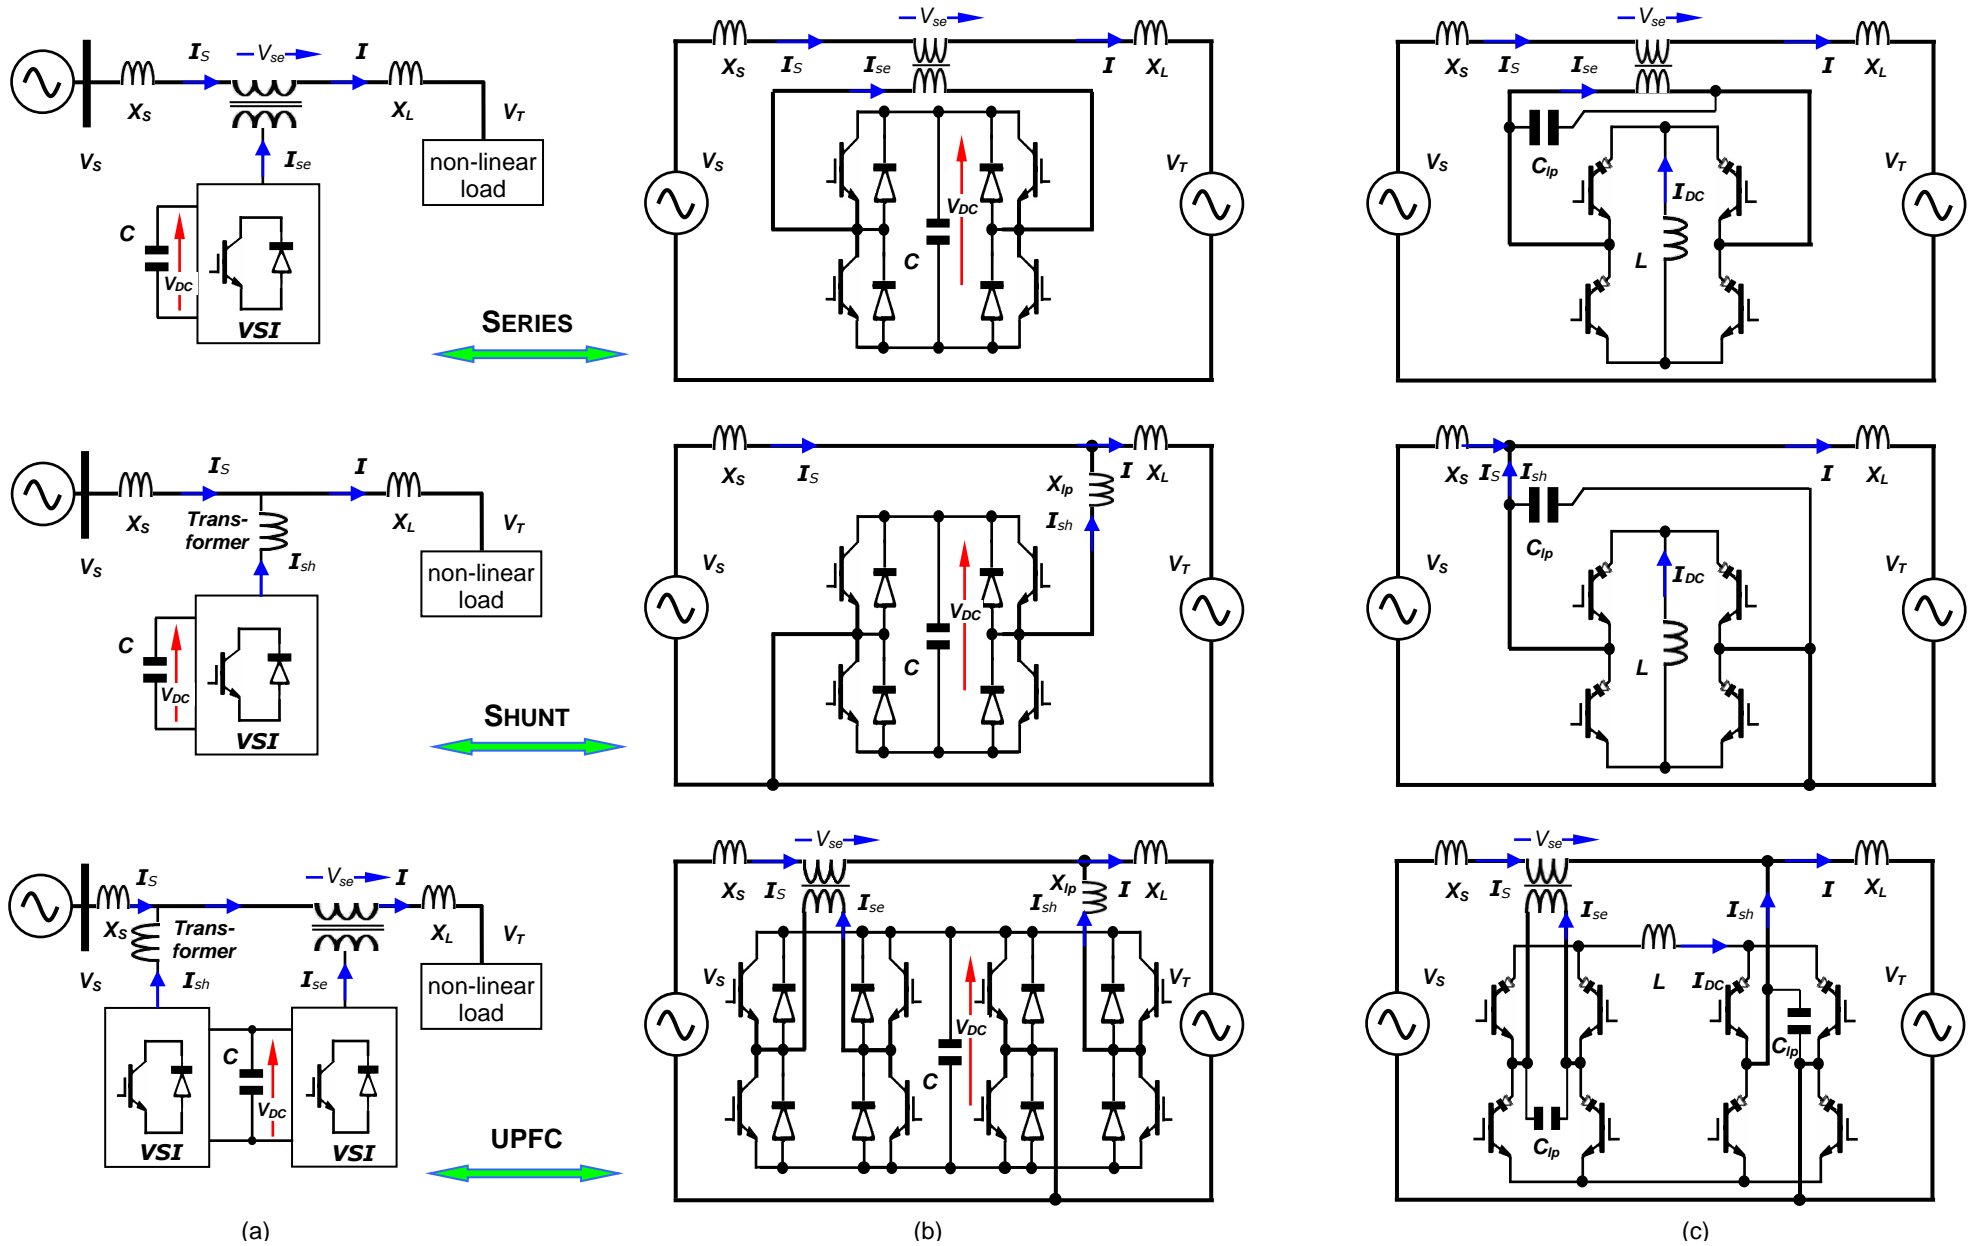 I_S
V_se
I
X_S
X_L
V_T
V_S
I_se
non-linear
load
C
V_DC
VSI
SERIES
V_se
I_S
I_se
I
X_S
X_L
V_S
V_T
V_DC
C
V_se
I_S
I_se
I
X_S
X_L
C_lp
V_S
V_T
I_DC
L
I_S
I
X_S
Trans-
former
X_L
V_T
V_S
I_sh
non-linear
load
C
V_DC
VSI
SHUNT
X_S
I_S
X_lp
I
X_L
I_sh
V_S
V_T
V_DC
C
X_S
I_S
I_sh
I
X_L
C_lp
V_S
V_T
I_DC
L
I_S
V_se
I
X_S
Trans-
former
X_L
V_T
V_S
I_sh
I_se
non-linear
load
C
V_DC
VSI
VSI
UPFC
V_se
X_S
I_S
I_se
X_lp
I_sh
I
X_L
V_S
V_T
V_DC
C
V_se
X_S
I_S
I_se
I_sh
I
X_L
V_S
V_T
L
I_DC
C_lp
C_lp
(a)
(b)
(c)